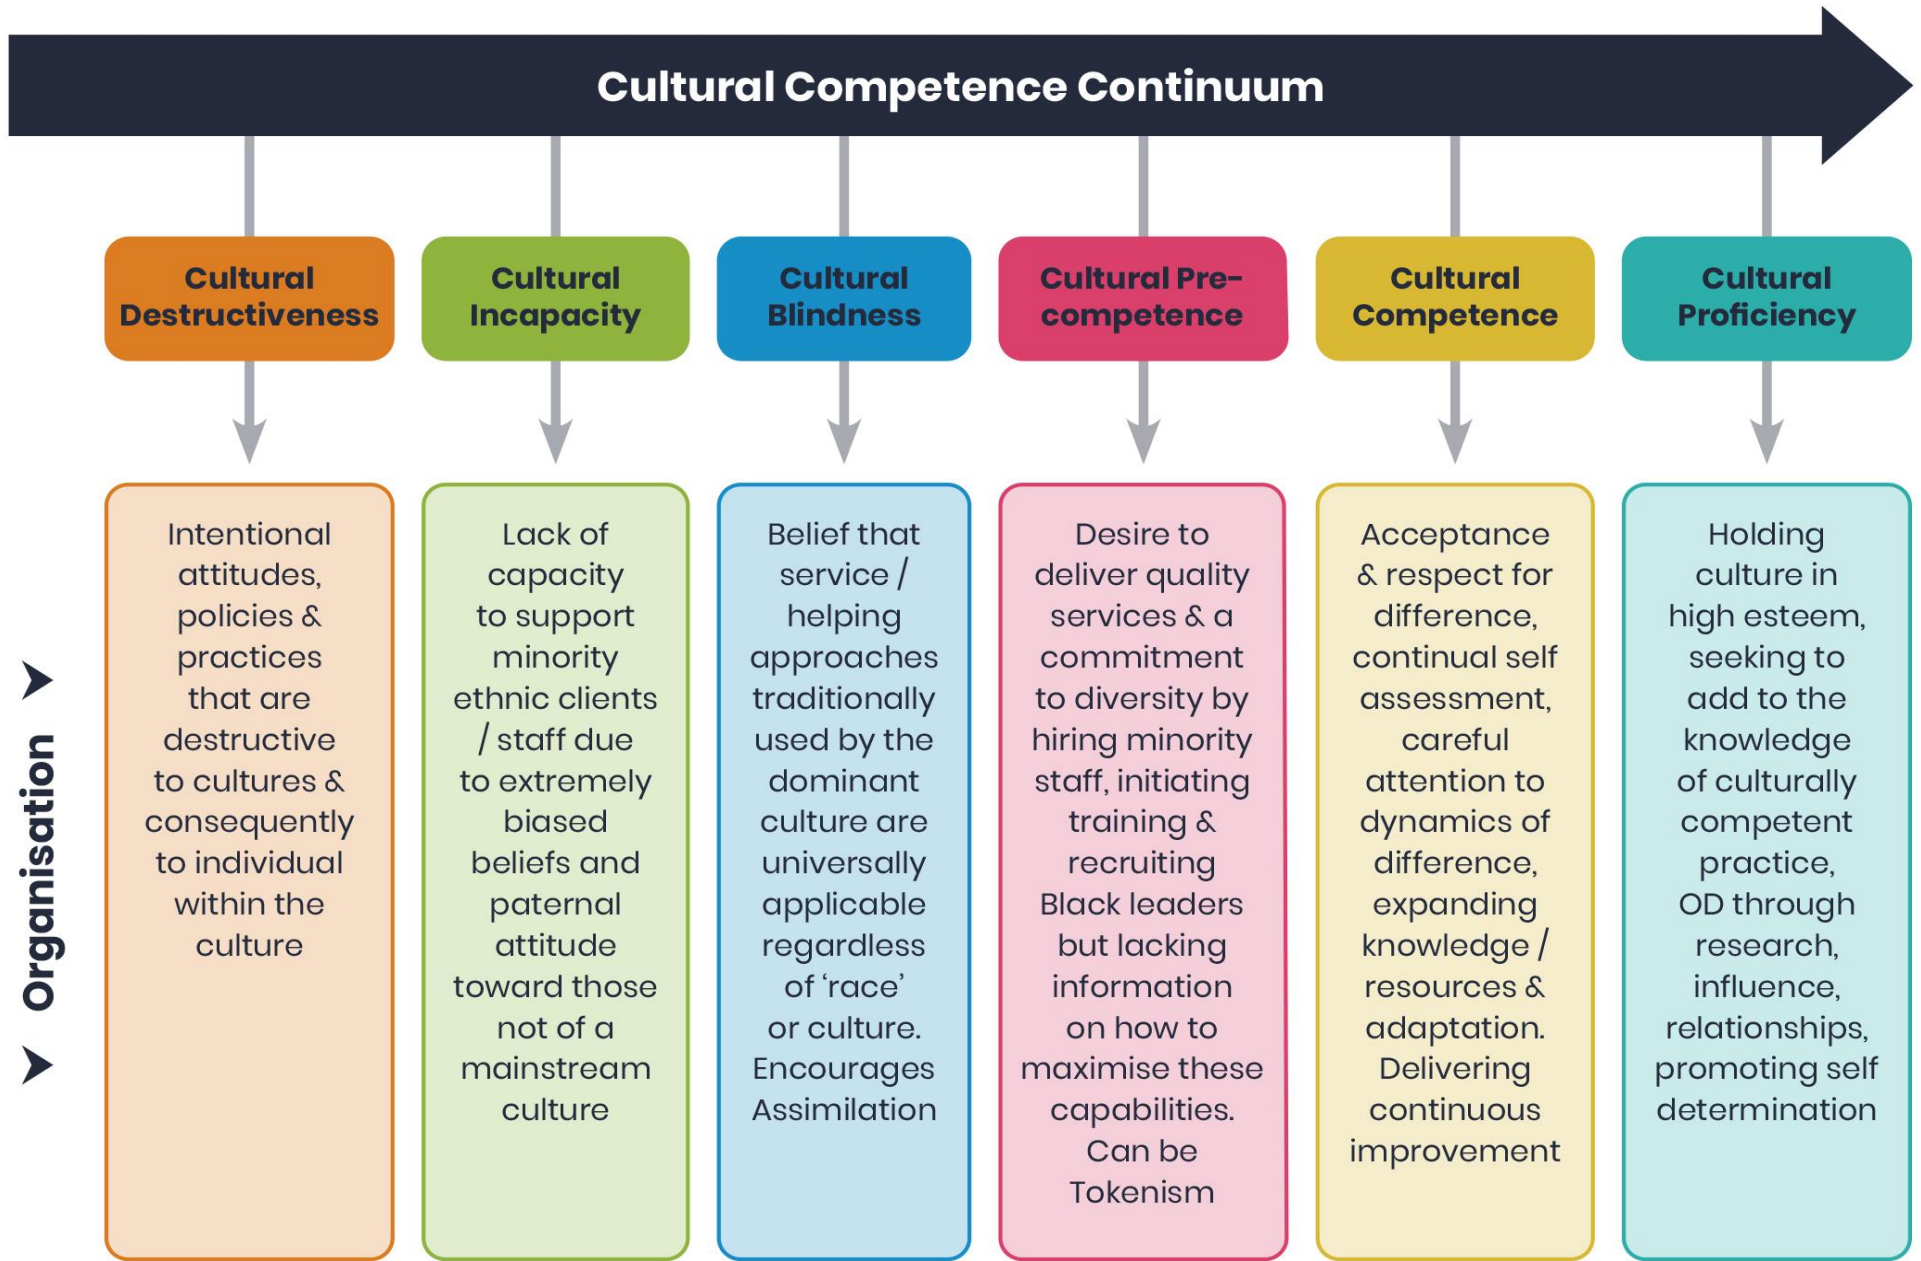 Cultural Competence Continuum
Cultural
Destructiveness
Cultural
Incapacity
Cultural
Blindness
Cultural Pre-
competence
Cultural
Competence
Cultural
Proficiency
Organisation
Intentional
attitudes,
policies &
practices
that are
destructive
to cultures &
consequently
to individual
within the
culture
Lack of
capacity
to support
minority
ethnic clients
/ staff due
to extremely
biased
beliefs and
paternal
attitude
toward those
not of a
mainstream
culture
Belief that
service /
helping
approaches
traditionally
used by the
dominant
culture are
universally
applicable
regardless
of ‘race’
or culture.
Encourages
Assimilation
Desire to
deliver quality
services & a
commitment
to diversity by
hiring minority
staff, initiating
training &
recruiting
Black leaders
but lacking
information
on how to
maximise these
capabilities.
Can be
Tokenism
Acceptance
& respect for
difference,
continual self
assessment,
careful
attention to
dynamics of
difference,
expanding
knowledge /
resources &
adaptation.
Delivering
continuous
improvement
Holding
culture in
high esteem,
seeking to
add to the
knowledge
of culturally
competent
practice,
OD through
research,
influence,
relationships,
promoting self
determination